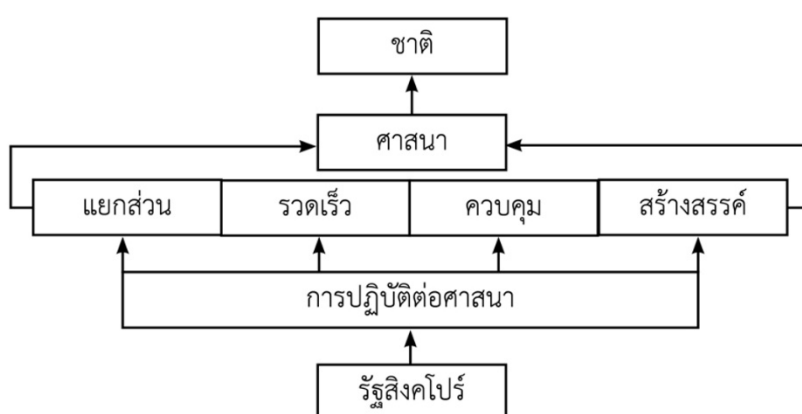 ชาติ
ศาสนา
แยกส่วน รวดเร็ว ควบคุม สร้างสรรค์
การปฏิบัติต่อศาสนา
รัฐสิงคโปร์